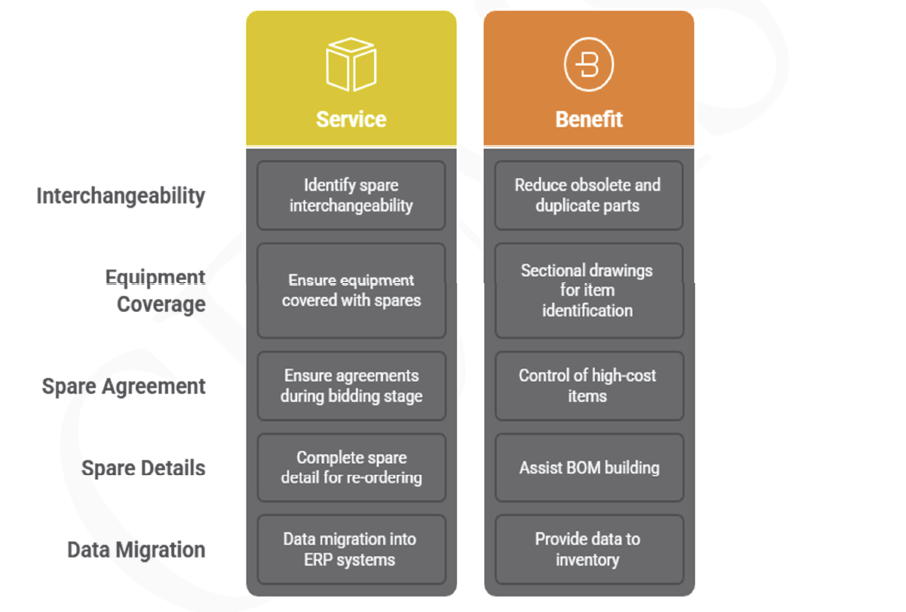 Service
Benefit
Interchangeability
Identify spare
interchangeability
Reduce obsolete and
duplicate parts
Equipment
Coverage
Ensure equipment
covered with spares
Sectional drawings
for item
identification
Spare Agreement
Ensure agreements
during bidding stage
Control of high-cost
items
Spare Details
Complete spare
detail for re-ordering
Assist BOM building
Data Migration
Data migration into
ERP systems
Provide data to
inventory